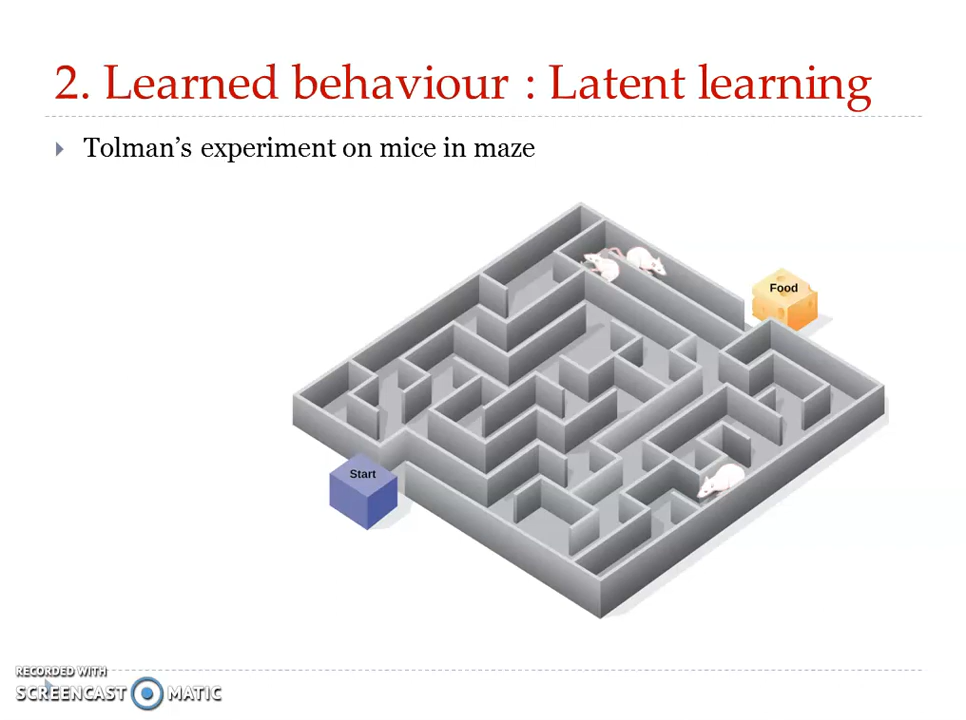 2. Learned behaviour : Latent learning
Tolman’s experiment on mice in maze
Food
Start
RECORDED WITH
SCREENCAST MATIC